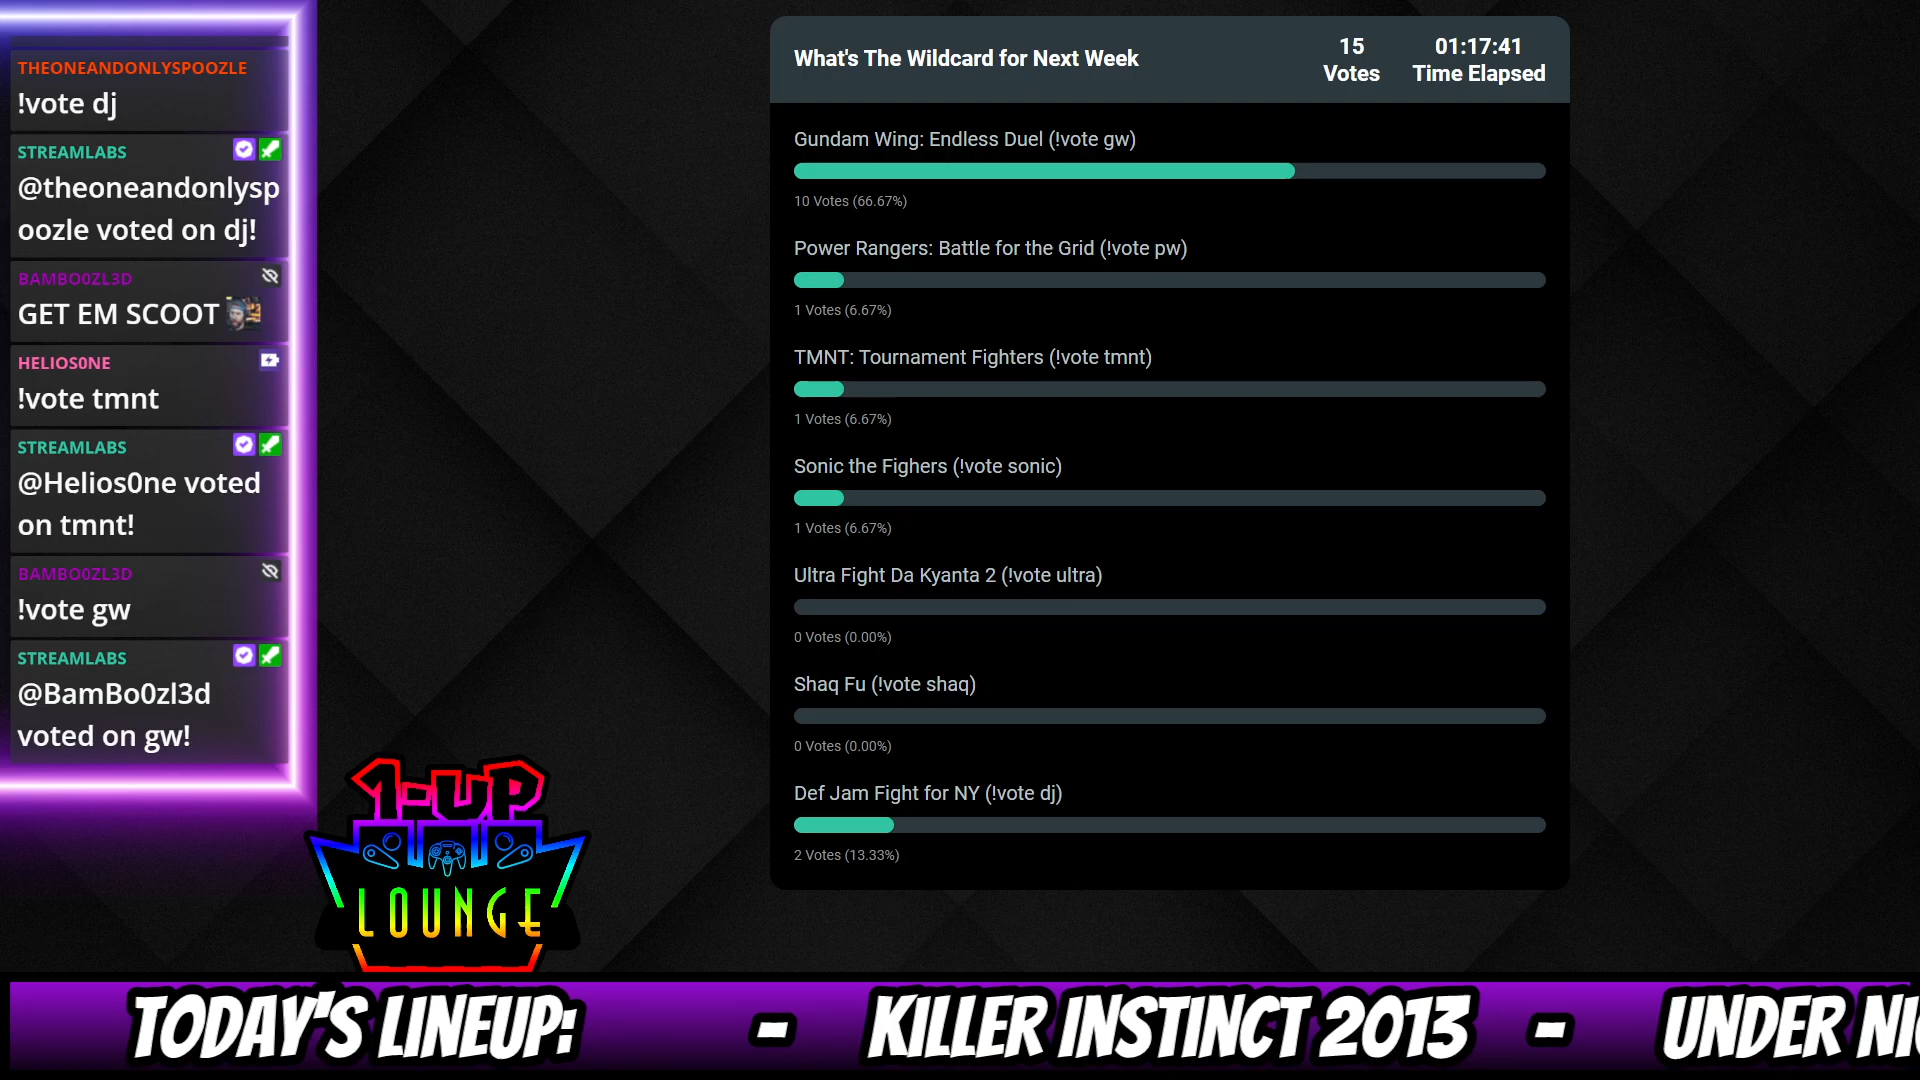 THEONEANDONLYSPOOZLE
!vote dj
STREAMLABS
@theoneandonlysp
oozle voted on dj!
BAMBO0ZL3D
GET EM SCOOT
HELIOS0NE
!vote tmnt
STREAMLABS
@Helios0ne voted
on tmnt!
BAMBO0ZL3D
!vote gw
STREAMLABS
@BamBo0zl3d
voted on gw!
1-UP
LOUNGE
What's The Wildcard for Next Week
15
Votes
01:17:41
Time Elapsed
Gundam Wing: Endless Duel (!vote gw)
10 Votes (66.67%)
Power Rangers: Battle for the Grid (!vote pw)
1 Votes (6.67%)
TMNT: Tournament Fighters (!vote tmnt)
1 Votes (6.67%)
Sonic the Fighers (!vote sonic)
1 Votes (6.67%)
Ultra Fight Da Kyanta 2 (!vote ultra)
0 Votes (0.00%)
Shaq Fu (!vote shaq)
0 Votes (0.00%)
Def Jam Fight for NY (!vote dj)
2 Votes (13.33%)
TODAY'S LINEUP: - KILLER INSTINCT 2013 - UNDER